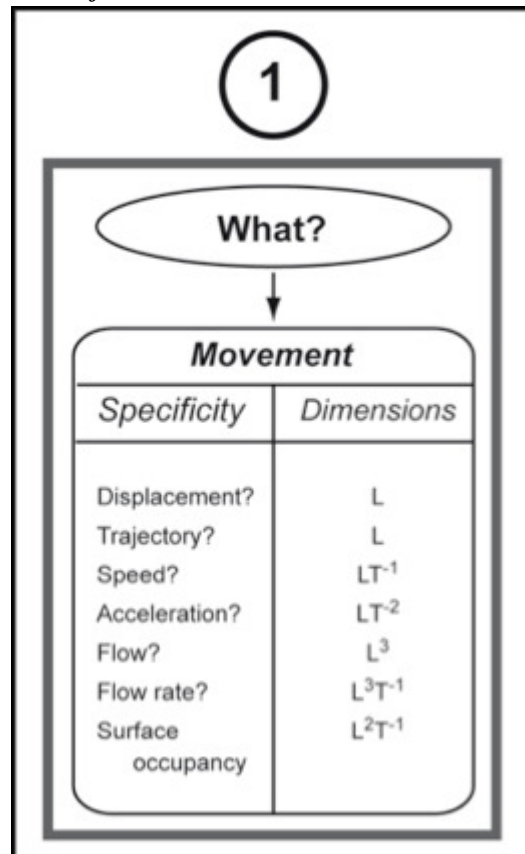 1
What?
Movement
Specificity Dimensions
Displacement? L
Trajectory? L
Speed? LT⁻¹
Acceleration? LT⁻²
Flow? L³
Flow rate? L³T⁻¹
Surface L²T⁻¹
occupancy